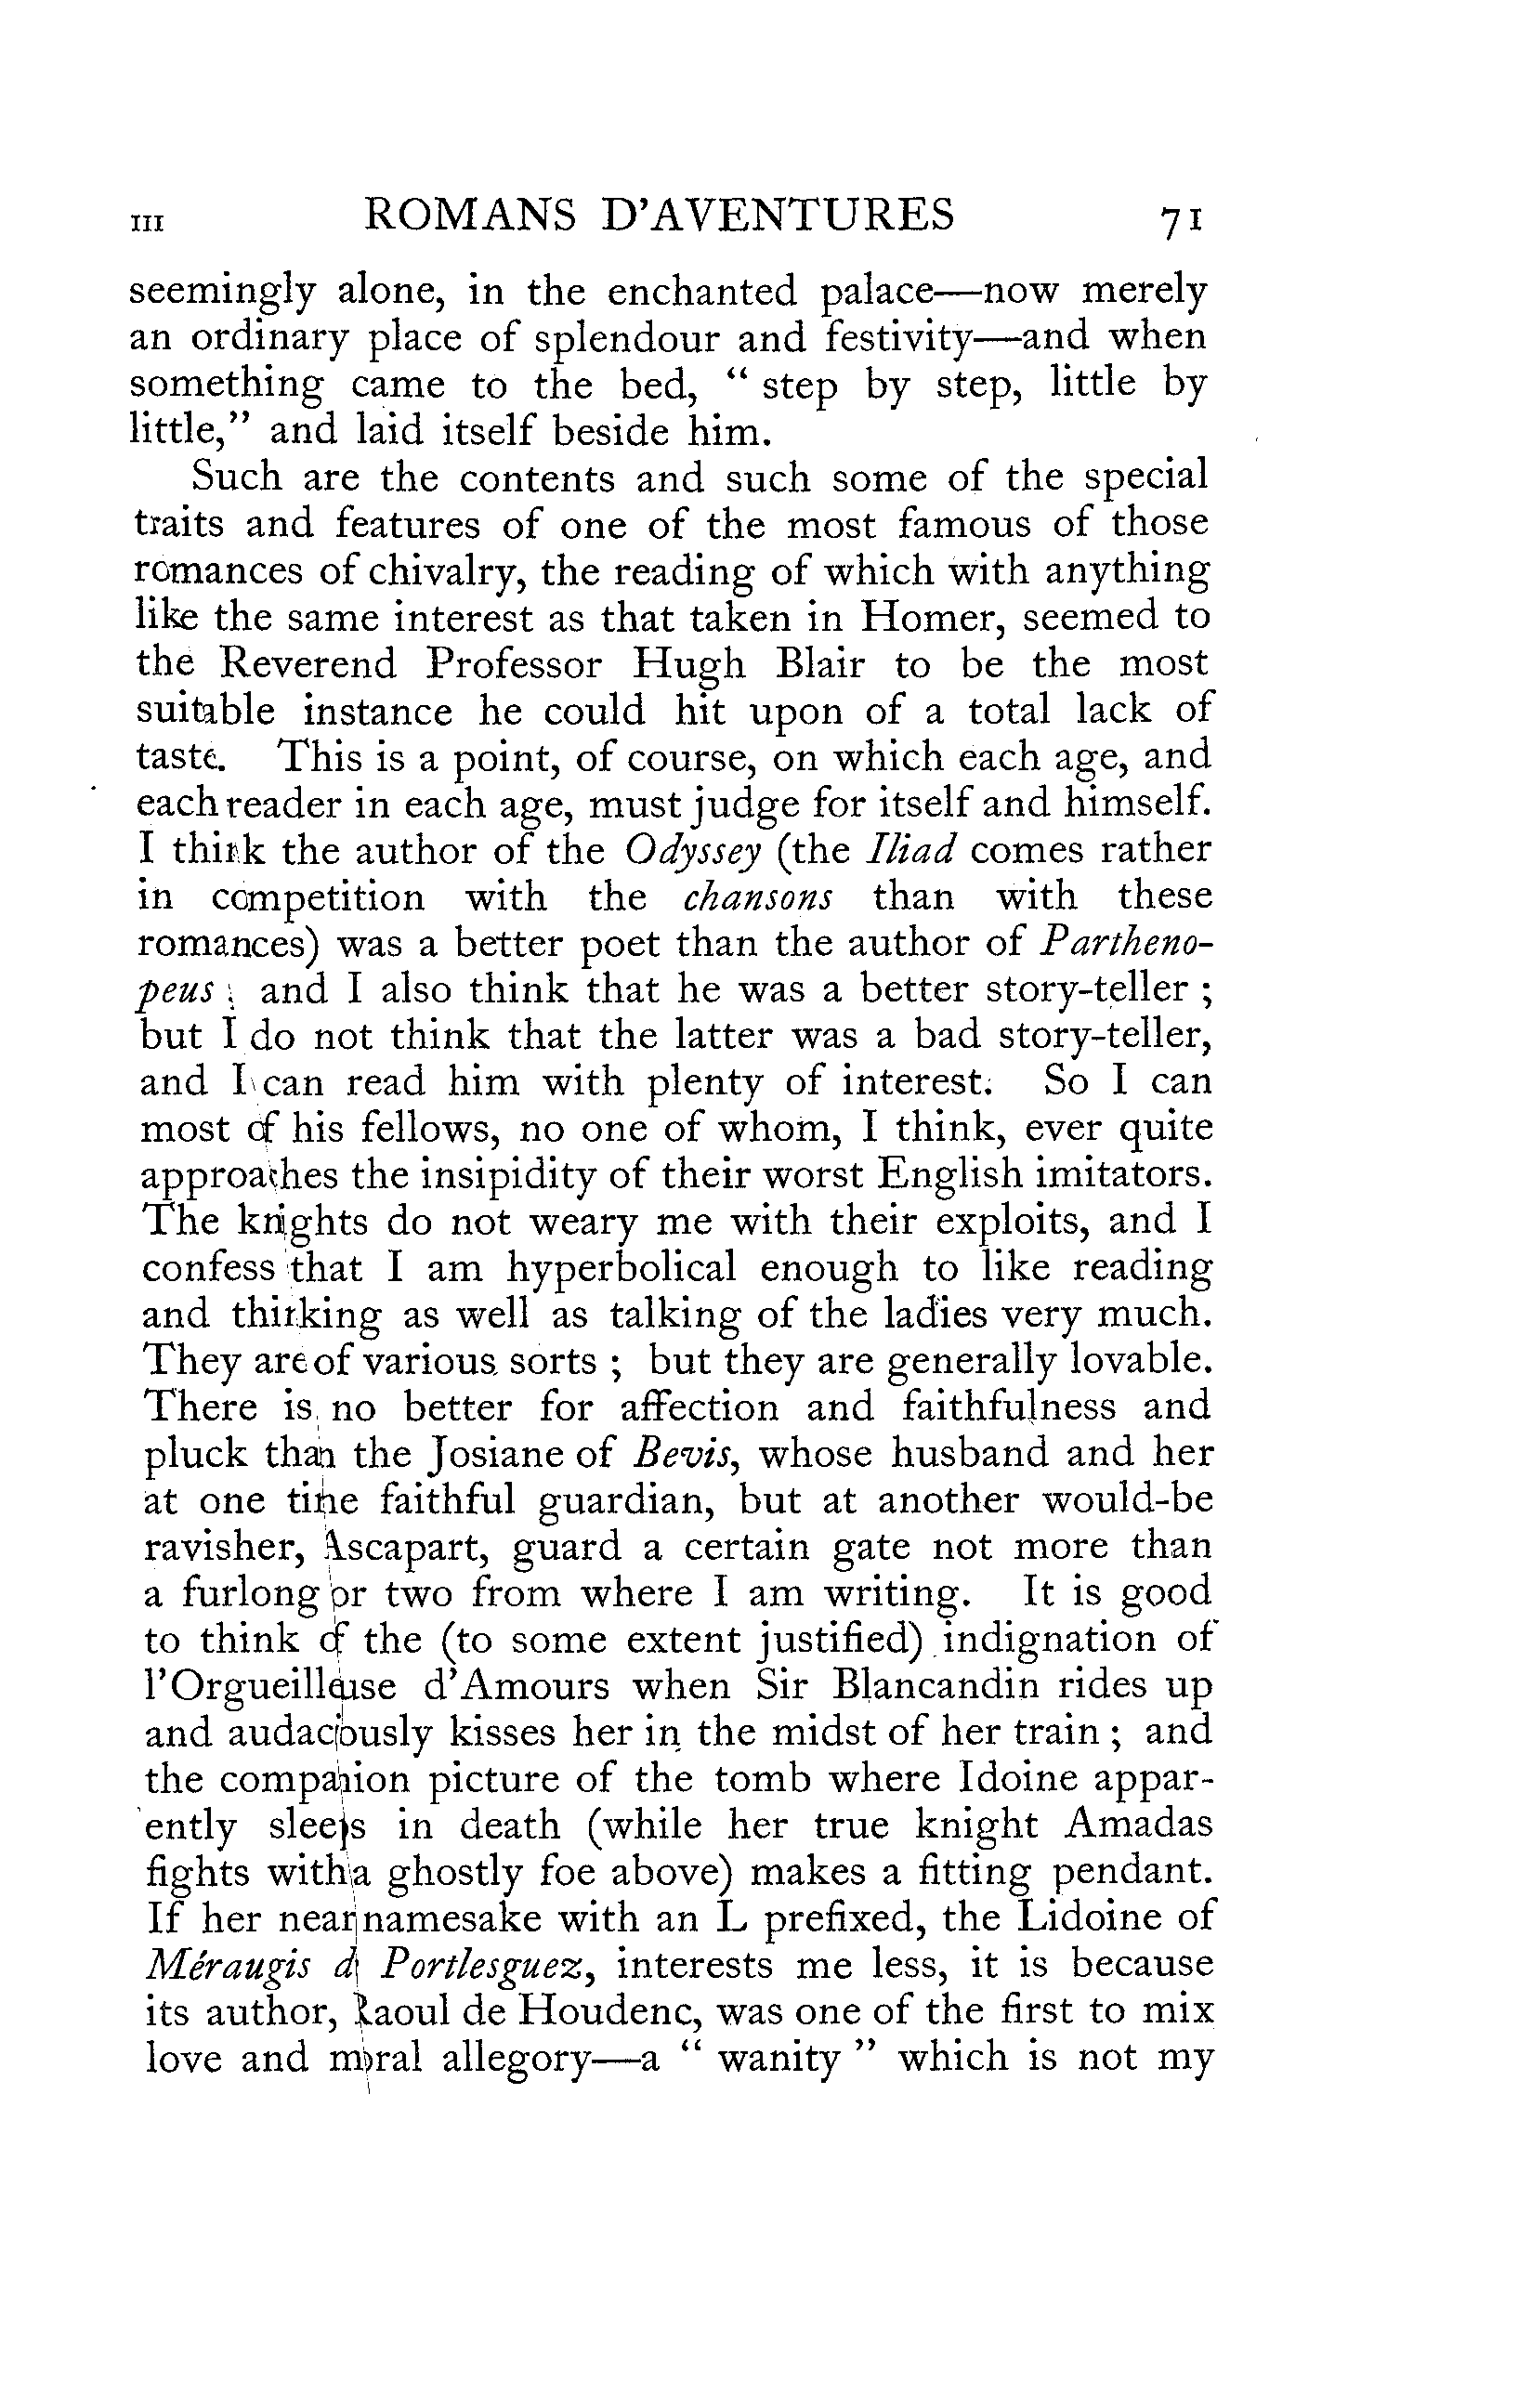 III ROMANS D'AVENTURES 71
seemingly alone, in the enchanted palace—now merely
an ordinary place of splendour and festivity—and when
something came to the bed, “ step by step, little by
little,” and laid itself beside him.
Such are the contents and such some of the special
traits and features of one of the most famous of those
romances of chivalry, the reading of which with anything
like the same interest as that taken in Homer, seemed to
the Reverend Professor Hugh Blair to be the most
suitable instance he could hit upon of a total lack of
taste. This is a point, of course, on which each age, and
each reader in each age, must judge for itself and himself.
I think the author of the Odyssey (the Iliad comes rather
in competition with the chansons than with these
romances) was a better poet than the author of Partheno-
peus ; and I also think that he was a better story-teller ;
but I do not think that the latter was a bad story-teller,
and I can read him with plenty of interest. So I can
most of his fellows, no one of whom, I think, ever quite
approaches the insipidity of their worst English imitators.
The knights do not weary me with their exploits, and I
confess that I am hyperbolical enough to like reading
and thinking as well as talking of the ladies very much.
They are of various sorts ; but they are generally lovable.
There is no better for affection and faithfulness and
pluck than the Josiane of Bevis, whose husband and her
at one time faithful guardian, but at another would-be
ravisher, Ascapart, guard a certain gate not more than
a furlong or two from where I am writing. It is good
to think of the (to some extent justified) indignation of
l'Orgueilleuse d'Amours when Sir Blancandin rides up
and audaciously kisses her in the midst of her train ; and
the companion picture of the tomb where Idoine appar-
ently sleeps in death (while her true knight Amadas
fights with a ghostly foe above) makes a fitting pendant.
If her near namesake with an L prefixed, the Lidoine of
Méraugis de Portlesguez, interests me less, it is because
its author, Raoul de Houdenc, was one of the first to mix
love and moral allegory—a “ wanity ” which is not my